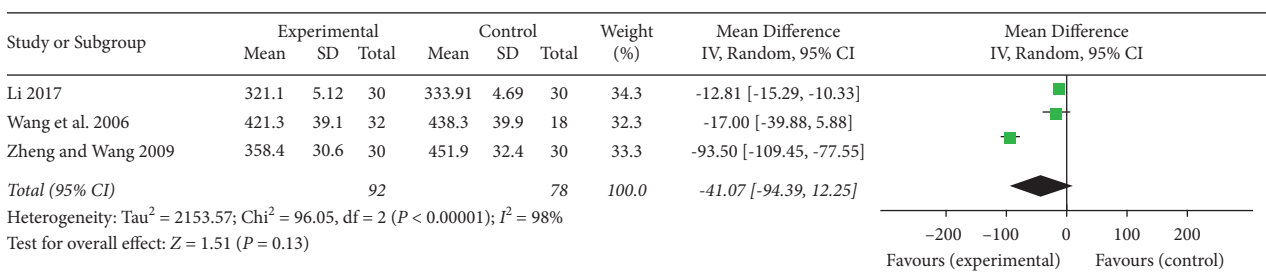 Study or Subgroup Experimental Control Weight Mean Difference Mean Difference
Mean SD Total Mean SD Total (%) IV, Random, 95% CI IV, Random, 95% CI
Li 2017 321.1 5.12 30 333.91 4.69 30 34.3 -12.81 [-15.29, -10.33]
Wang et al. 2006 421.3 39.1 32 438.3 39.9 18 32.3 -17.00 [-39.88, 5.88]
Zheng and Wang 2009 358.4 30.6 30 451.9 32.4 30 33.3 -93.50 [-109.45, -77.55]
Total (95% CI) 92 78 100.0 -41.07 [-94.39, 12.25]
Heterogeneity: Tau² = 2153.57; Chi² = 96.05, df = 2 (P < 0.00001); I² = 98%
Test for overall effect: Z = 1.51 (P = 0.13)
–200 –100 0 100 200
Favours (experimental) Favours (control)